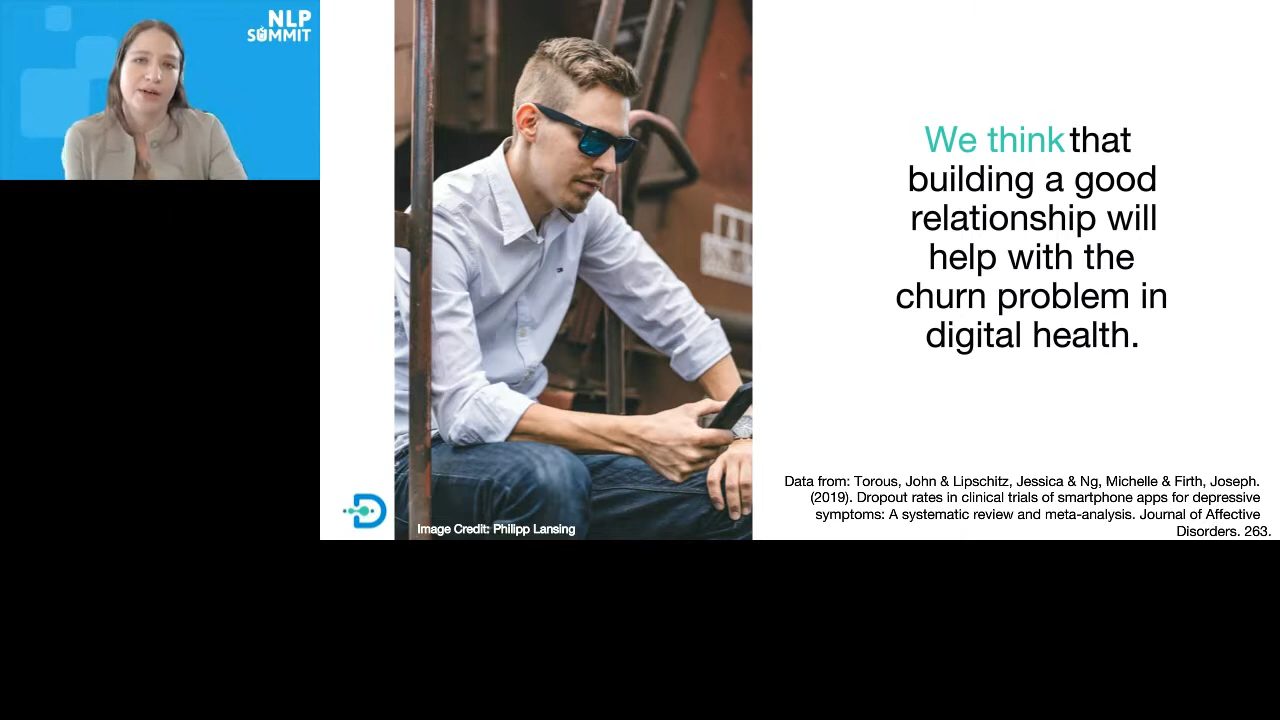 NLP
SUMMIT
We think that
building a good
relationship will
help with the
churn problem in
digital health.
Data from: Torous, John & Lipschitz, Jessica & Ng, Michelle & Firth, Joseph.
(2019). Dropout rates in clinical trials of smartphone apps for depressive
symptoms: A systematic review and meta-analysis. Journal of Affective
Disorders. 263.
Image Credit: Philipp Lansing